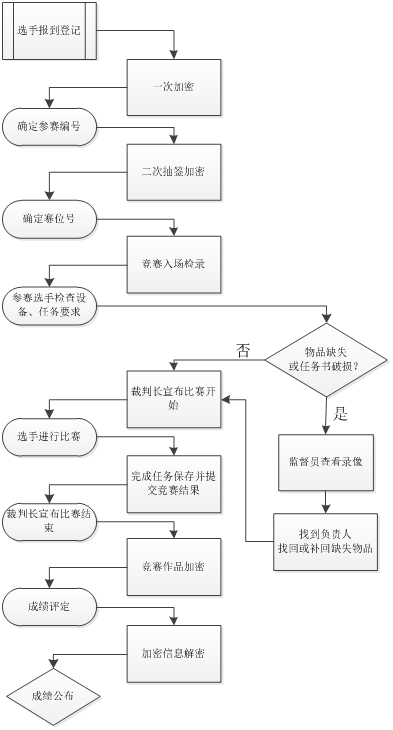 选手报到登记
一次加密
确定参赛编号
二次抽签加密
确定赛位号
竞赛入场检录
参赛选手检查设
备、任务要求
物品缺失
或任务书破损？
否
是
裁判长宣布比赛开
始
选手进行比赛
监督员查看录像
完成任务保存并提
交竞赛结果
裁判长宣布比赛结
束
找到负责人
找回或补回缺失物品
竞赛作品加密
成绩评定
加密信息解密
成绩公布